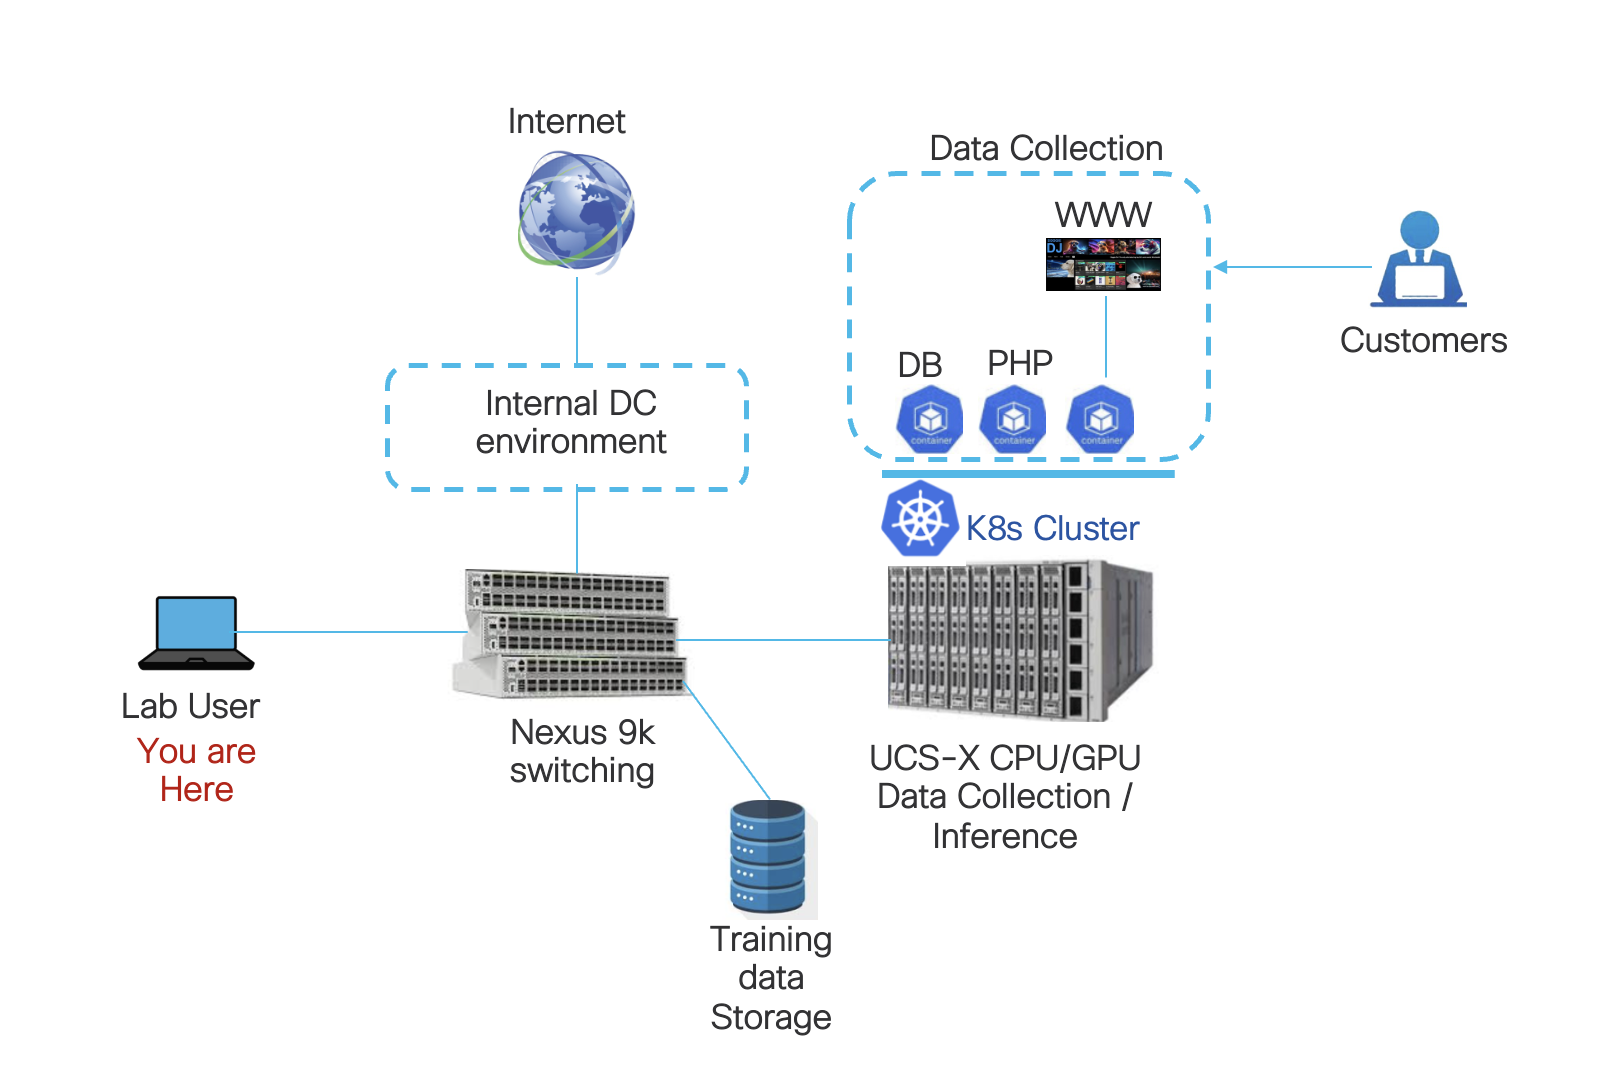 Internet
Data Collection
WWW
DJ
Customers
DB
PHP
container
container
container
Internal DC
environment
K8s Cluster
Lab User
You are
Here
Nexus 9k
switching
UCS-X CPU/GPU
Data Collection /
Inference
Training
data
Storage